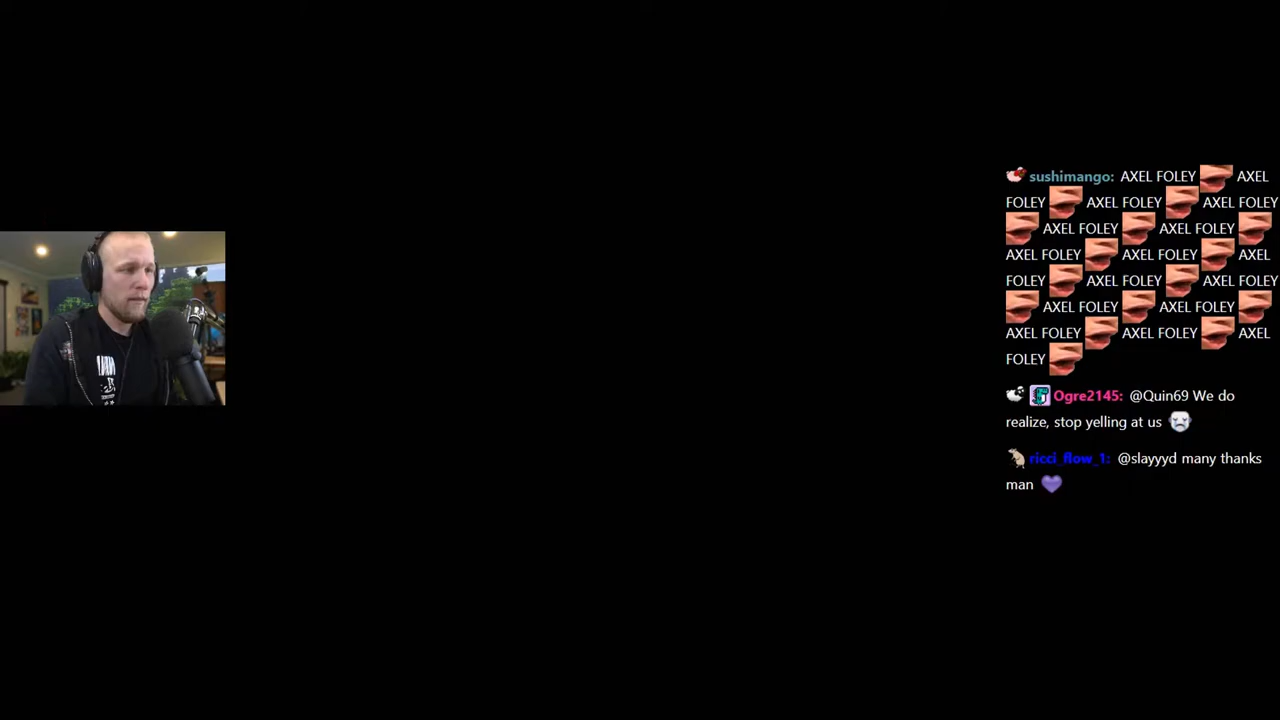 sushimango: AXEL FOLEY AXEL
FOLEY AXEL FOLEY AXEL FOLEY
AXEL FOLEY AXEL FOLEY
AXEL FOLEY AXEL FOLEY AXEL
FOLEY AXEL FOLEY AXEL FOLEY
AXEL FOLEY AXEL FOLEY
AXEL FOLEY AXEL FOLEY AXEL
FOLEY
Ogre2145: @Quin69 We do
realize, stop yelling at us
ricci_flow_1: @slayyyd many thanks
man